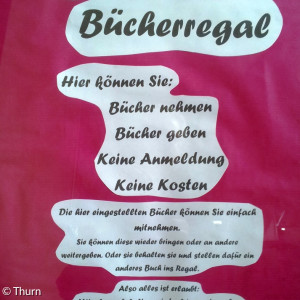 Bücherregal
Hier können Sie:
Bücher nehmen
Bücher geben
Keine Anmeldung
Keine Kosten
Die hier eingestellten Bücher können Sie einfach
mitnehmen.
Sie können diese wieder bringen oder an andere
weitergeben. Oder sie behalten sie und stellen dafür ein
anderes Buch ins Regal.
Also alles ist erlaubt:
© Thurn